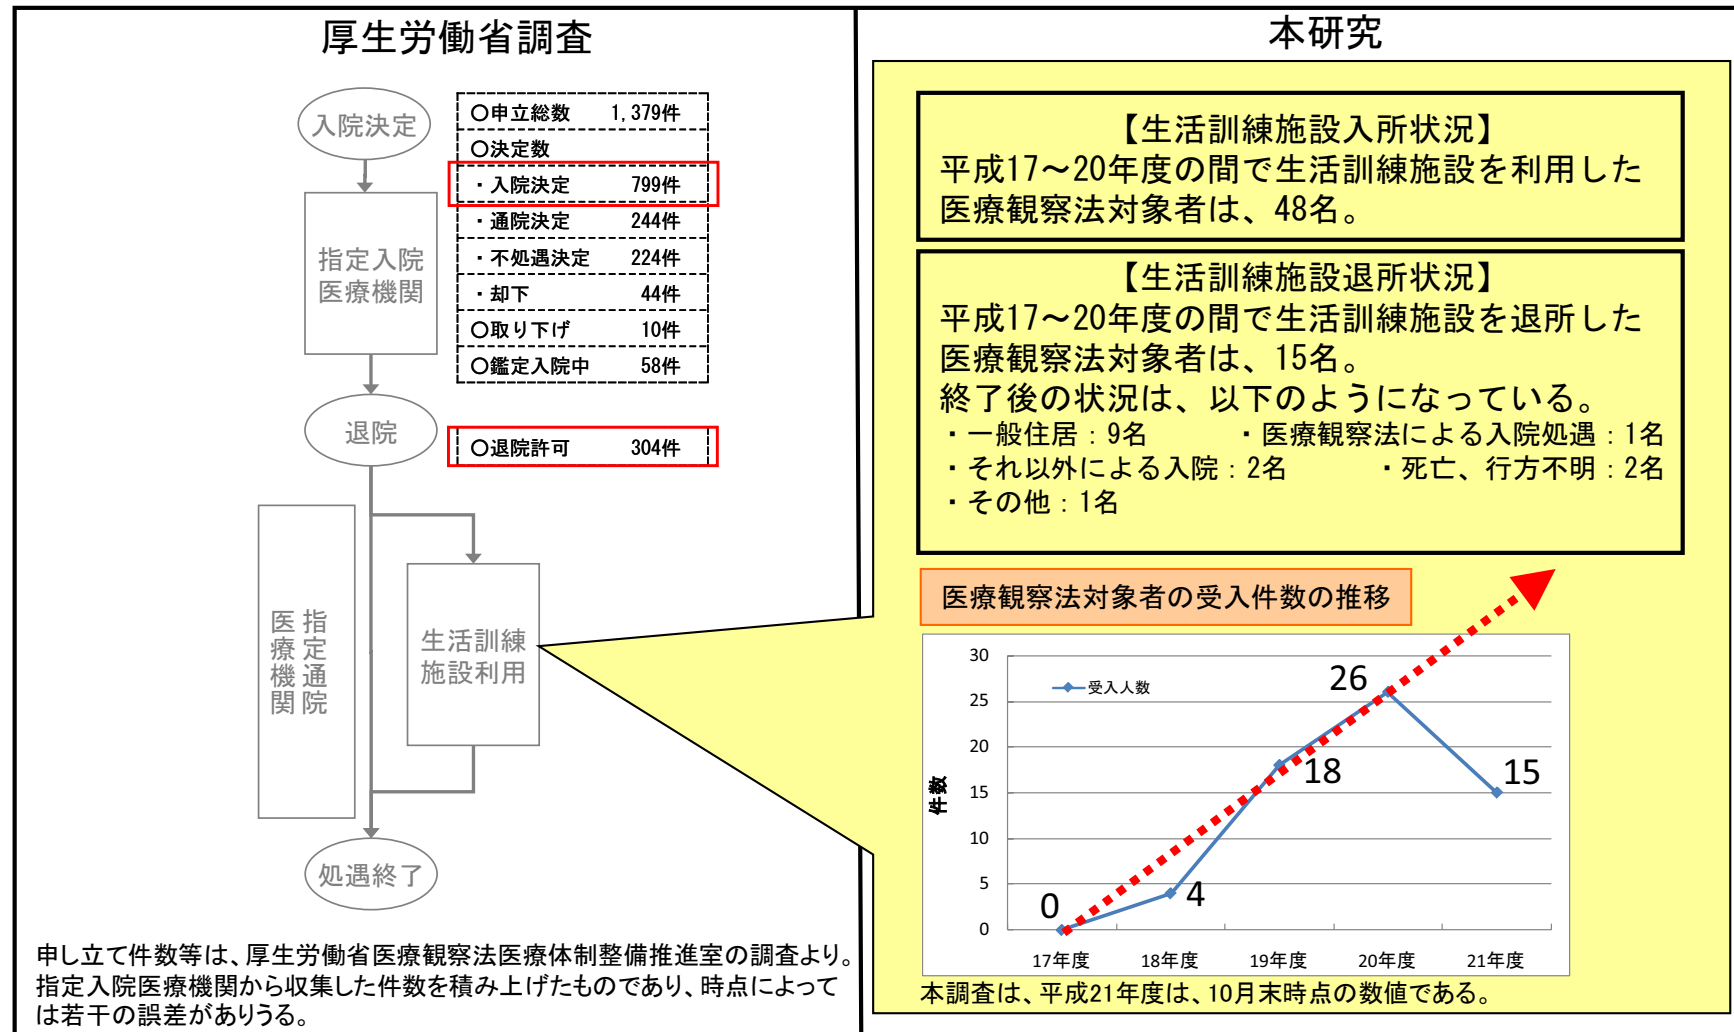 厚生労働省調査
入院決定
指定入院
医療機関
退院
指定通院
医療機関
生活訓練
施設利用
処遇終了
○申立総数 1,379件
○決定数
・入院決定 799件
・通院決定 244件
・不処遇決定 224件
・却下 44件
○取り下げ 10件
○鑑定入院中 58件
○退院許可 304件
申し立て件数等は、厚生労働省医療観察法医療体制整備推進室の調査より。
指定入院医療機関から収集した件数を積み上げたものであり、時点によって
は若干の誤差がありうる。
本研究
【生活訓練施設入所状況】
平成17～20年度の間で生活訓練施設を利用した
医療観察法対象者は、48名。
【生活訓練施設退所状況】
平成17～20年度の間で生活訓練施設を退所した
医療観察法対象者は、15名。
終了後の状況は、以下のようになっている。
・一般住居：9名 ・医療観察法による入院処遇：1名
・それ以外による入院：2名 ・死亡、行方不明：2名
・その他：1名
医療観察法対象者の受入件数の推移
件数
30
25
20
15
10
5
0
受入人数
0
4
18
26
15
17年度 18年度 19年度 20年度 21年度
本調査は、平成21年度は、10月末時点の数値である。